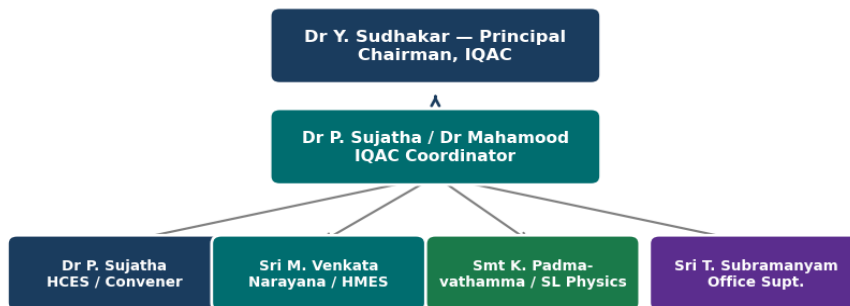 Dr Y. Sudhakar — Principal
Chairman, IQAC
Dr P. Sujatha / Dr Mahamood
IQAC Coordinator
Dr P. Sujatha
HCES / Convener
Sri M. Venkata
Narayana / HMES
Smt K. Padma-
vathamma / SL Physics
Sri T. Subramanyam
Office Supt.